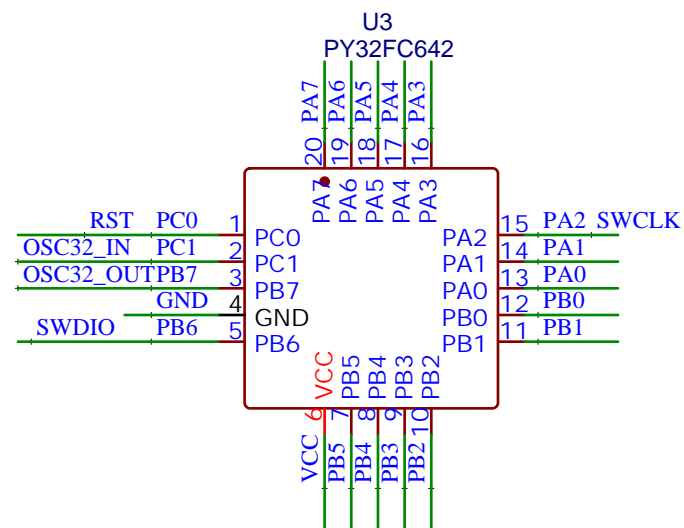 U3
PY32FC642
PA7 PA6 PA5 PA4 PA3
20 19 18 17 16
PA7 PA6 PA5 PA4 PA3
RST PC0 1 PC0 PA2 15 PA2 SWCLK
OSC32_IN PC1 2 PC1 PA1 14 PA1
OSC32_OUT PB7 3 PB7 PA0 13 PA0
GND 4 GND PB0 12 PB0
SWDIO PB6 5 PB6 PB1 11 PB1
VCC PB5 PB4 PB3 PB2
6 7 8 9 10
VCC PB5 PB4 PB3 PB2